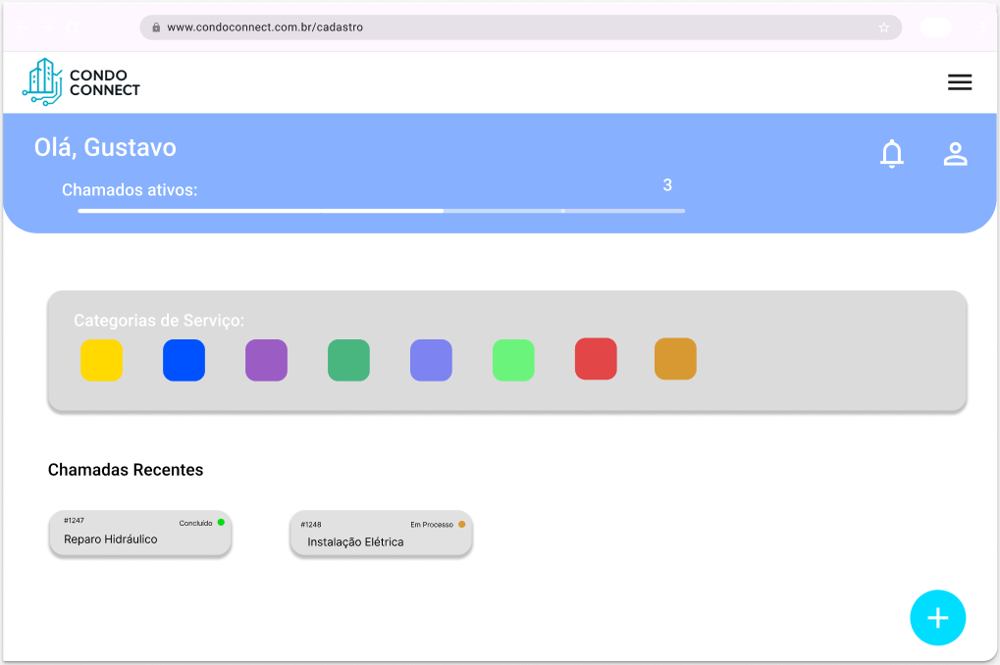 www.condoconnect.com.br/cadastro
CONDO
CONNECT
Olá, Gustavo
Chamados ativos:
3
Categorias de Serviço:
Chamadas Recentes
#1247
Concluído
Reparo Hidráulico
#1248
Em Processo
Instalação Elétrica